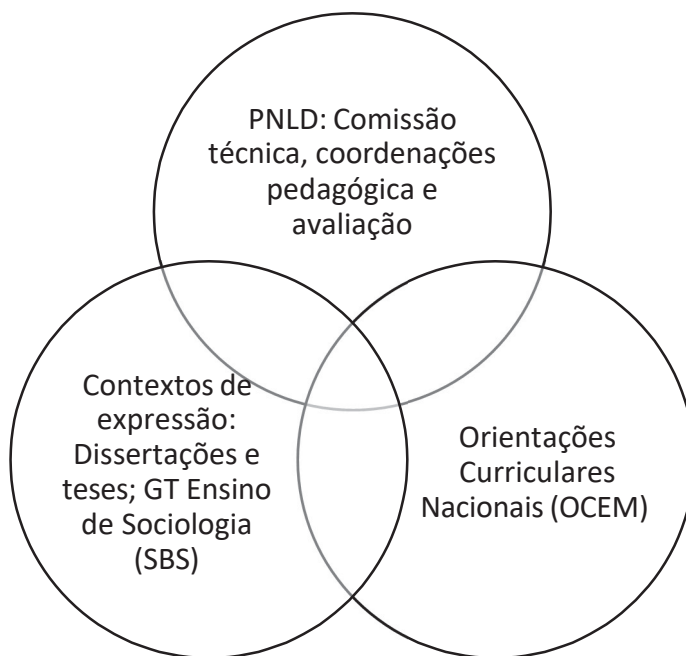 PNLD: Comissão
técnica, coordenações
pedagógica e
avaliação
Contextos de
expressão:
Dissertações e
teses; GT Ensino
de Sociologia
(SBS)
Orientações
Curriculares
Nacionais (OCEM)